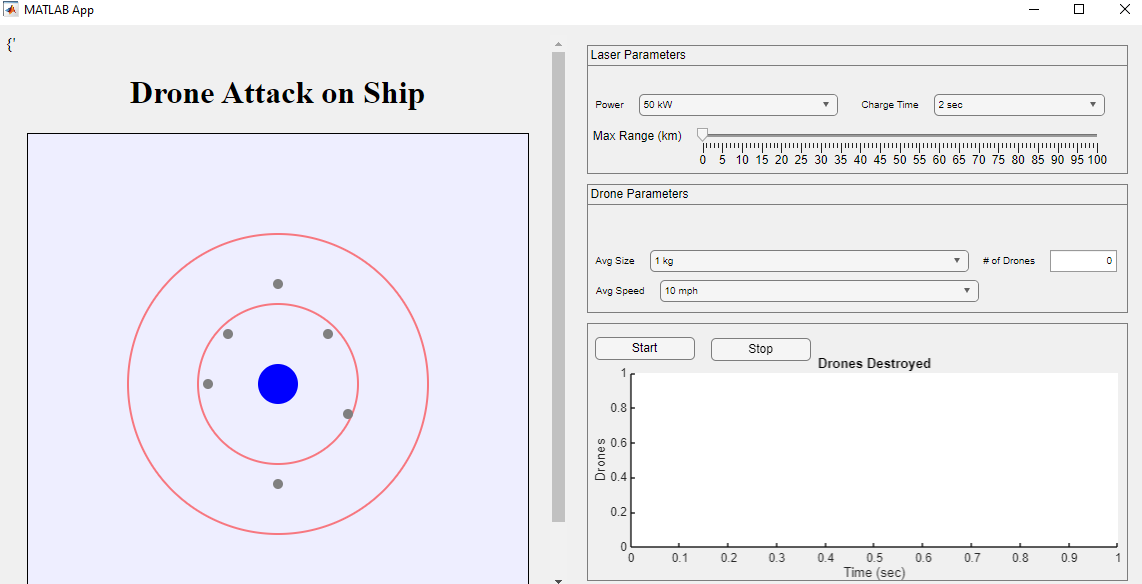 MATLAB App
{'
Drone Attack on Ship
Laser Parameters
Power 50 kW Charge Time 2 sec
Max Range (km)
0 5 10 15 20 25 30 35 40 45 50 55 60 65 70 75 80 85 90 95 100
Drone Parameters
Avg Size 1 kg # of Drones 0
Avg Speed 10 mph
Start Stop
Drones Destroyed
1
0.8
0.6
0.4
0.2
0
Drones
0 0.1 0.2 0.3 0.4 0.5 0.6 0.7 0.8 0.9 1
Time (sec)